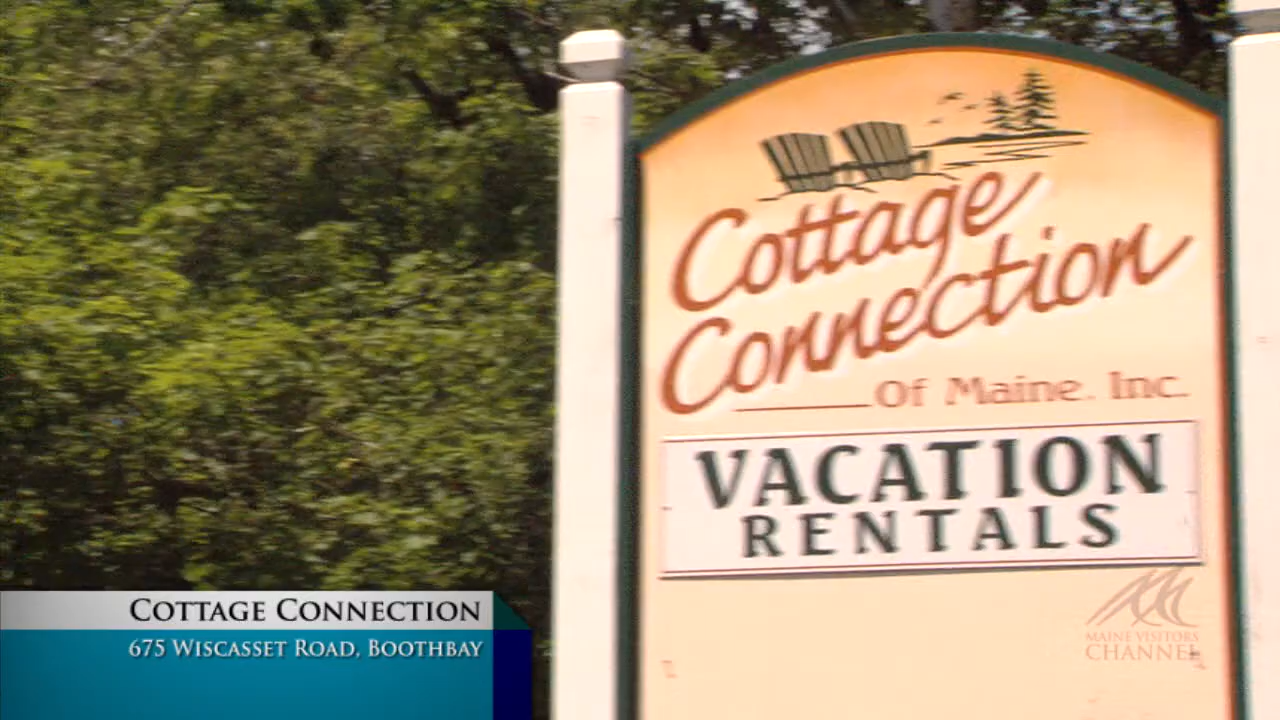 Cottage
Connection
Of Maine, Inc.
VACATION
RENTALS
COTTAGE CONNECTION
675 WISCASSET ROAD, BOOTHBAY
MAINE VISITORS
CHANNEL